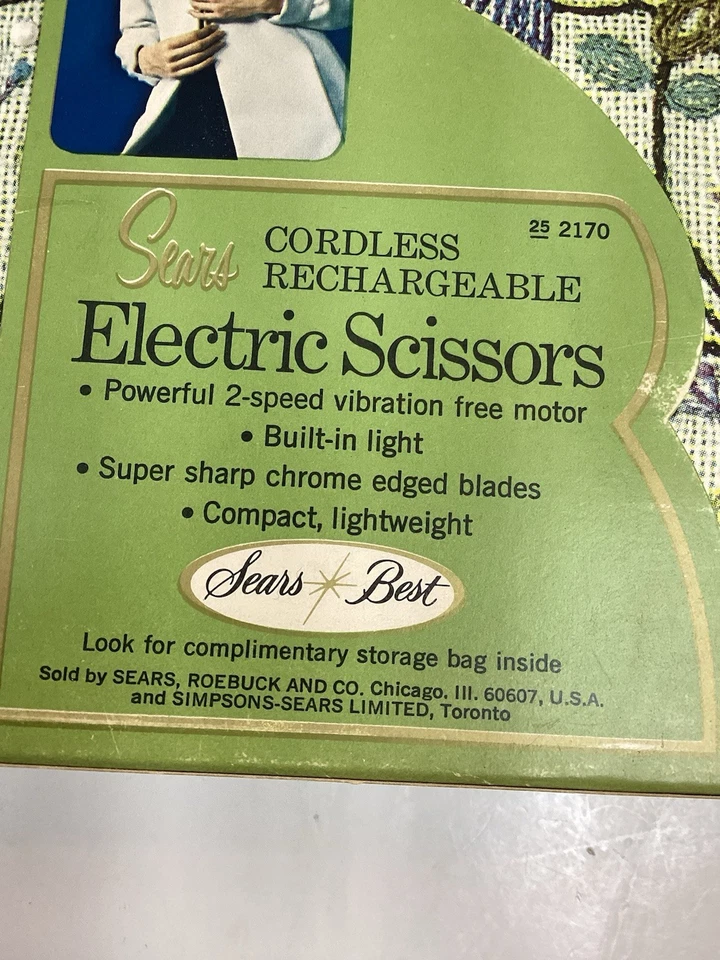 Sears CORDLESS 25 2170
RECHARGEABLE
Electric Scissors
• Powerful 2-speed vibration free motor
• Built-in light
• Super sharp chrome edged blades
• Compact, lightweight
Sears Best
Look for complimentary storage bag inside
Sold by SEARS, ROEBUCK AND CO. Chicago. Ill. 60607, U.S.A.
and SIMPSONS-SEARS LIMITED, Toronto